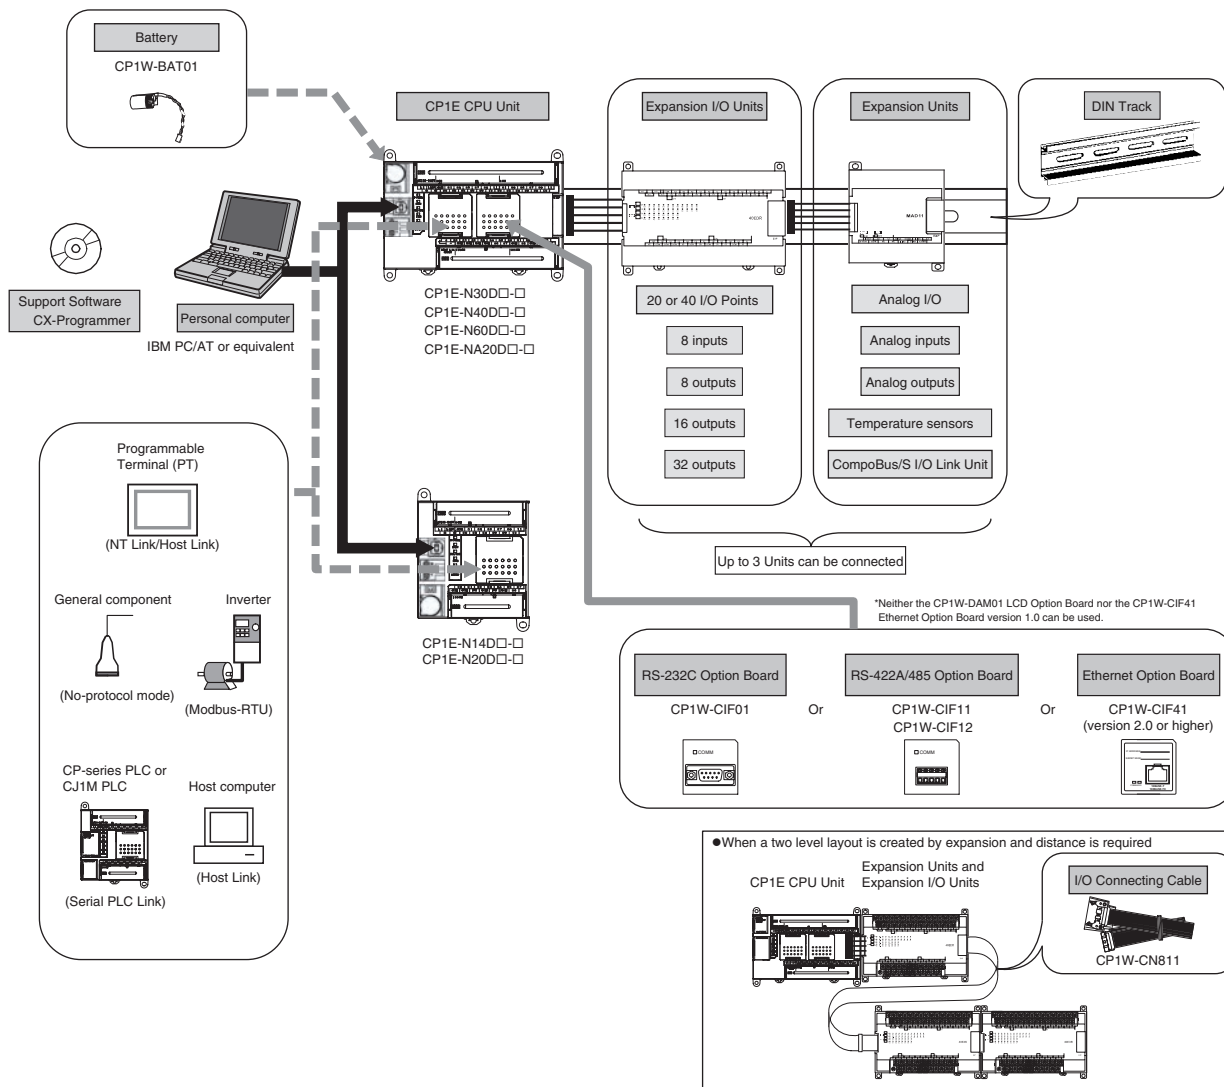 Battery
CP1W-BAT01
CP1E CPU Unit
Expansion I/O Units
Expansion Units
DIN Track
40EDR
MAD11
Support Software
CX-Programmer
Personal computer
IBM PC/AT or equivalent
CP1E-N30D□-□
CP1E-N40D□-□
CP1E-N60D□-□
CP1E-NA20D□-□
20 or 40 I/O Points
8 inputs
8 outputs
16 outputs
32 outputs
Analog I/O
Analog inputs
Analog outputs
Temperature sensors
CompoBus/S I/O Link Unit
Up to 3 Units can be connected
Programmable
Terminal (PT)
(NT Link/Host Link)
General component
(No-protocol mode)
Inverter
(Modbus-RTU)
CP-series PLC or
CJ1M PLC
(Serial PLC Link)
Host computer
(Host Link)
CP1E-N14D□-□
CP1E-N20D□-□
*Neither the CP1W-DAM01 LCD Option Board nor the CP1W-CIF41
Ethernet Option Board version 1.0 can be used.
RS-232C Option Board
CP1W-CIF01
COMM
Or
RS-422A/485 Option Board
CP1W-CIF11
CP1W-CIF12
COMM
Or
Ethernet Option Board
CP1W-CIF41
(version 2.0 or higher)
●When a two level layout is created by expansion and distance is required
CP1E CPU Unit
Expansion Units and
Expansion I/O Units
I/O Connecting Cable
CP1W-CN811